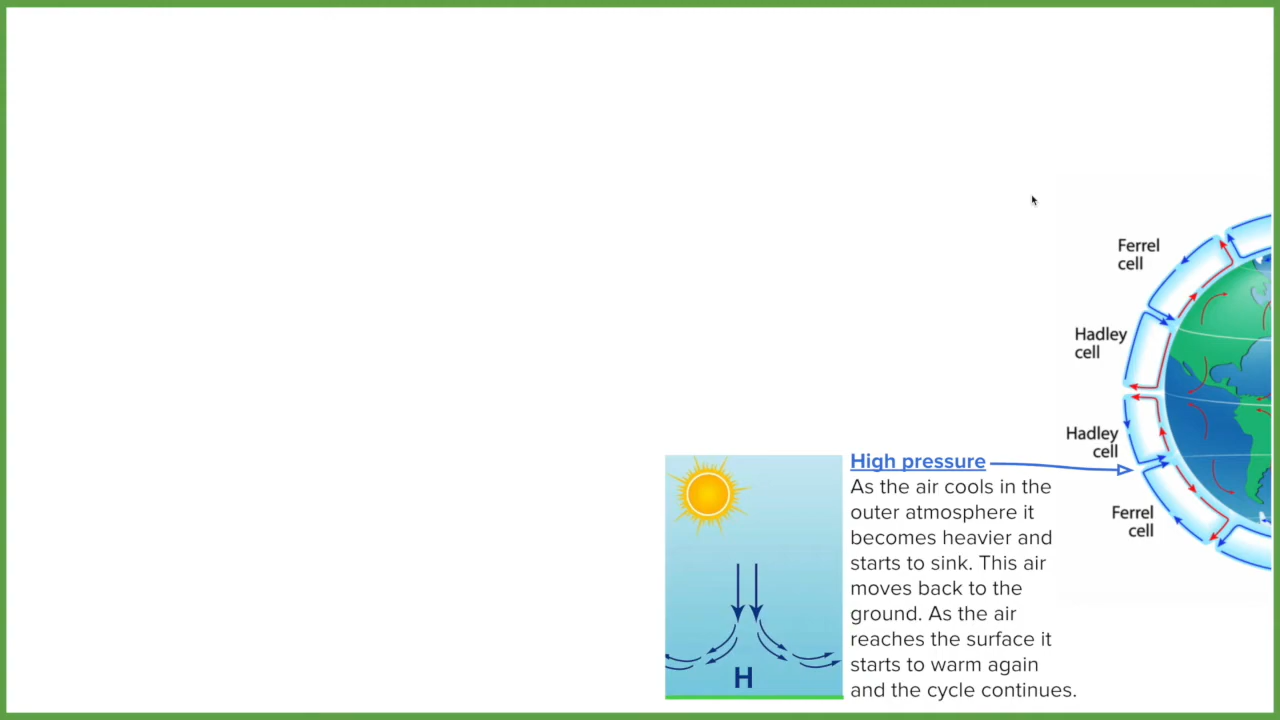 Ferrel
cell
Hadley
cell
Hadley
cell
Ferrel
cell
High pressure
As the air cools in the
outer atmosphere it
becomes heavier and
starts to sink. This air
moves back to the
ground. As the air
reaches the surface it
starts to warm again
and the cycle continues.
H